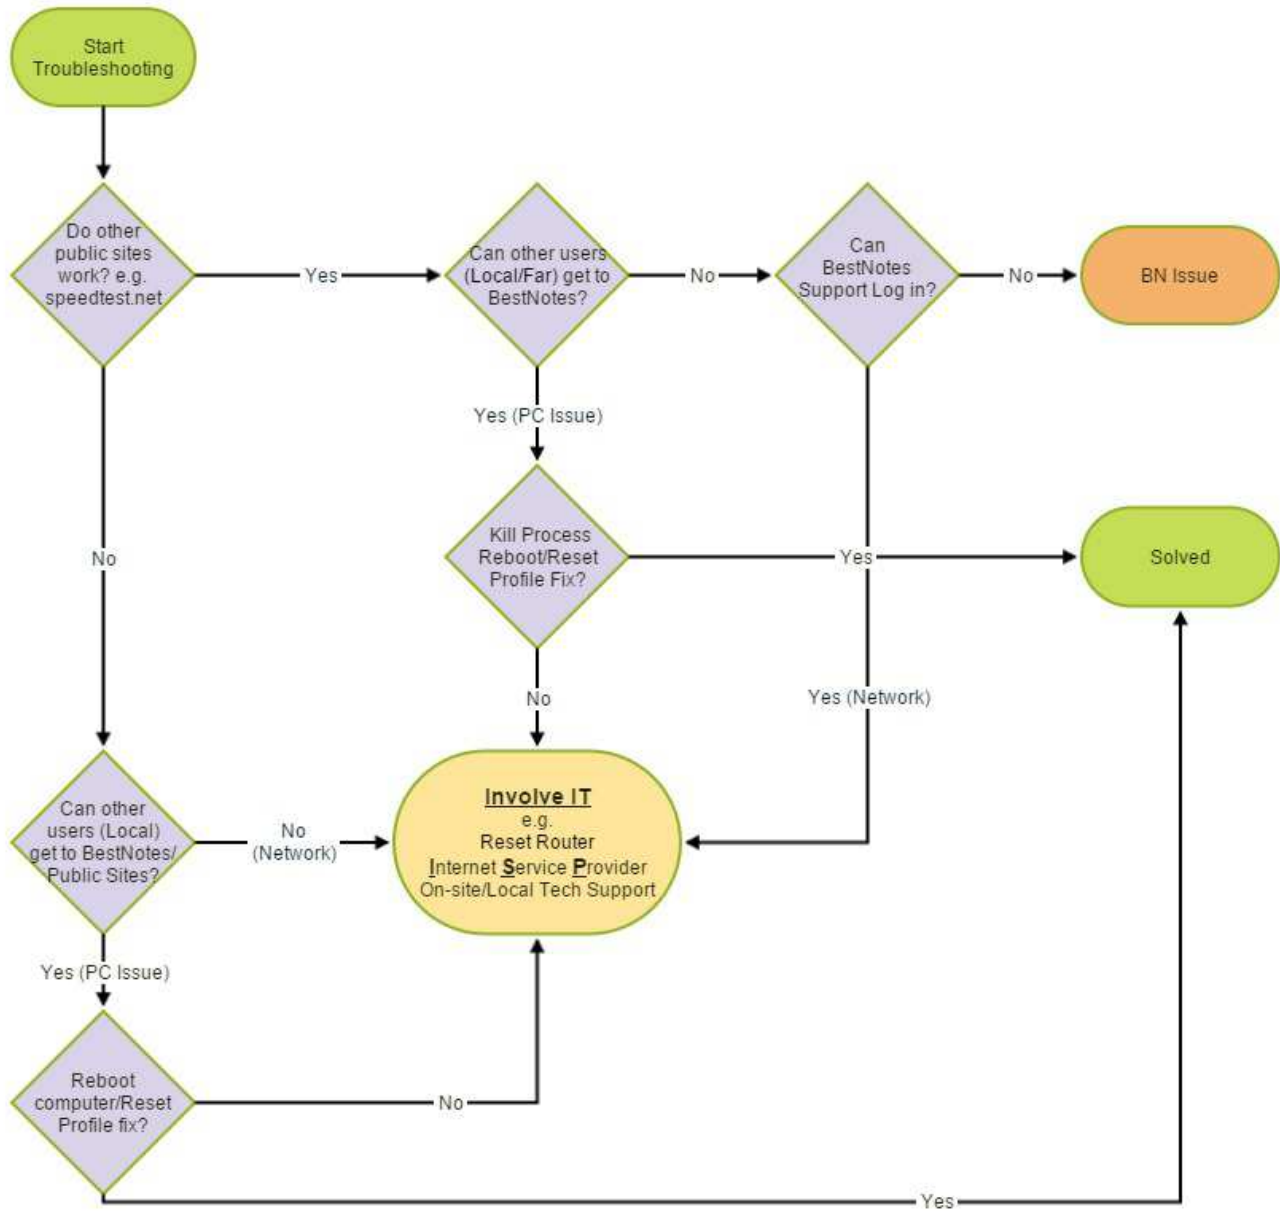 Start
Troubleshooting
Do other
public sites
work? e.g.
speedtest.net
Yes
Can other users
(Local/Far) get to
BestNotes?
No
Can
BestNotes
Support Log in?
No
BN Issue
Yes (PC Issue)
No
Kill Process
Reboot/Reset
Profile Fix?
Yes
Solved
No
Yes (Network)
Can other
users (Local)
get to BestNotes/
Public Sites?
No
(Network)
Involve IT
e.g.
Reset Router
Internet Service Provider
On-site/Local Tech Support
Yes (PC Issue)
Reboot
computer/Reset
Profile fix?
No
Yes